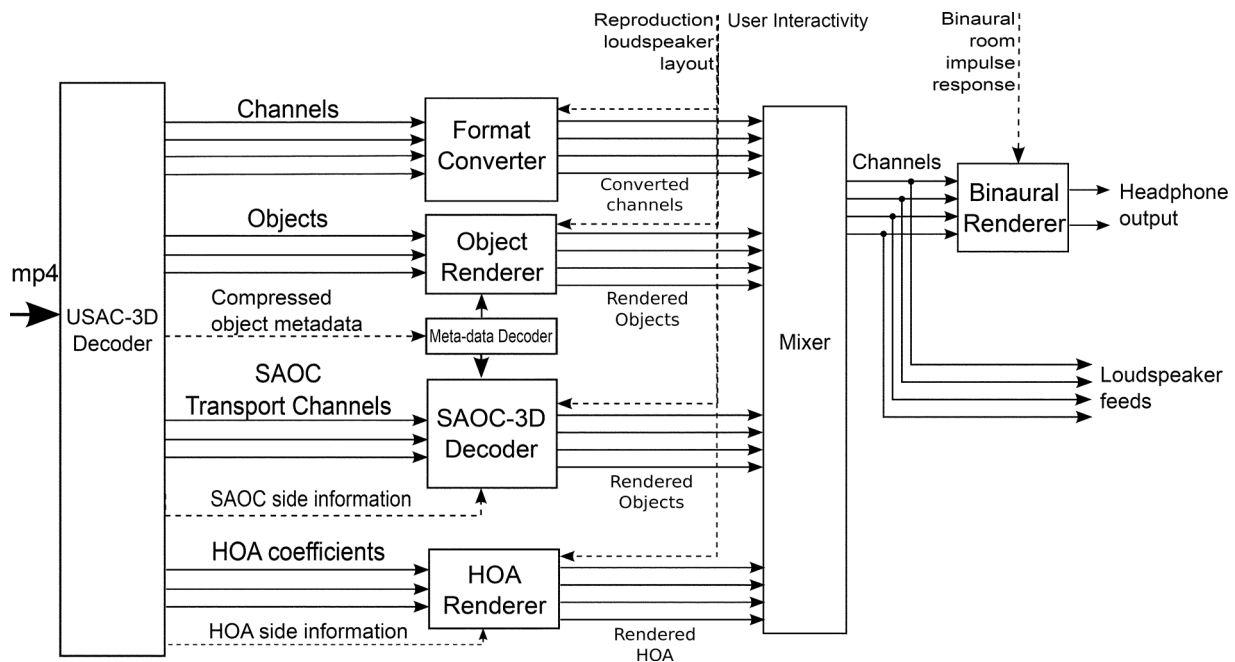 Reproduction
loudspeaker
layout
User Interactivity
Binaural
room
impulse
response
Channels
Format
Converter
Converted
channels
Channels
Binaural
Renderer
Headphone
output
Objects
Object
Renderer
Rendered
Objects
mp4
USAC-3D
Decoder
Compressed
object metadata
Meta-data Decoder
Mixer
SAOC
Transport Channels
SAOC-3D
Decoder
Rendered
Objects
Loudspeaker
feeds
SAOC side information
HOA coefficients
HOA
Renderer
Rendered
HOA
HOA side information